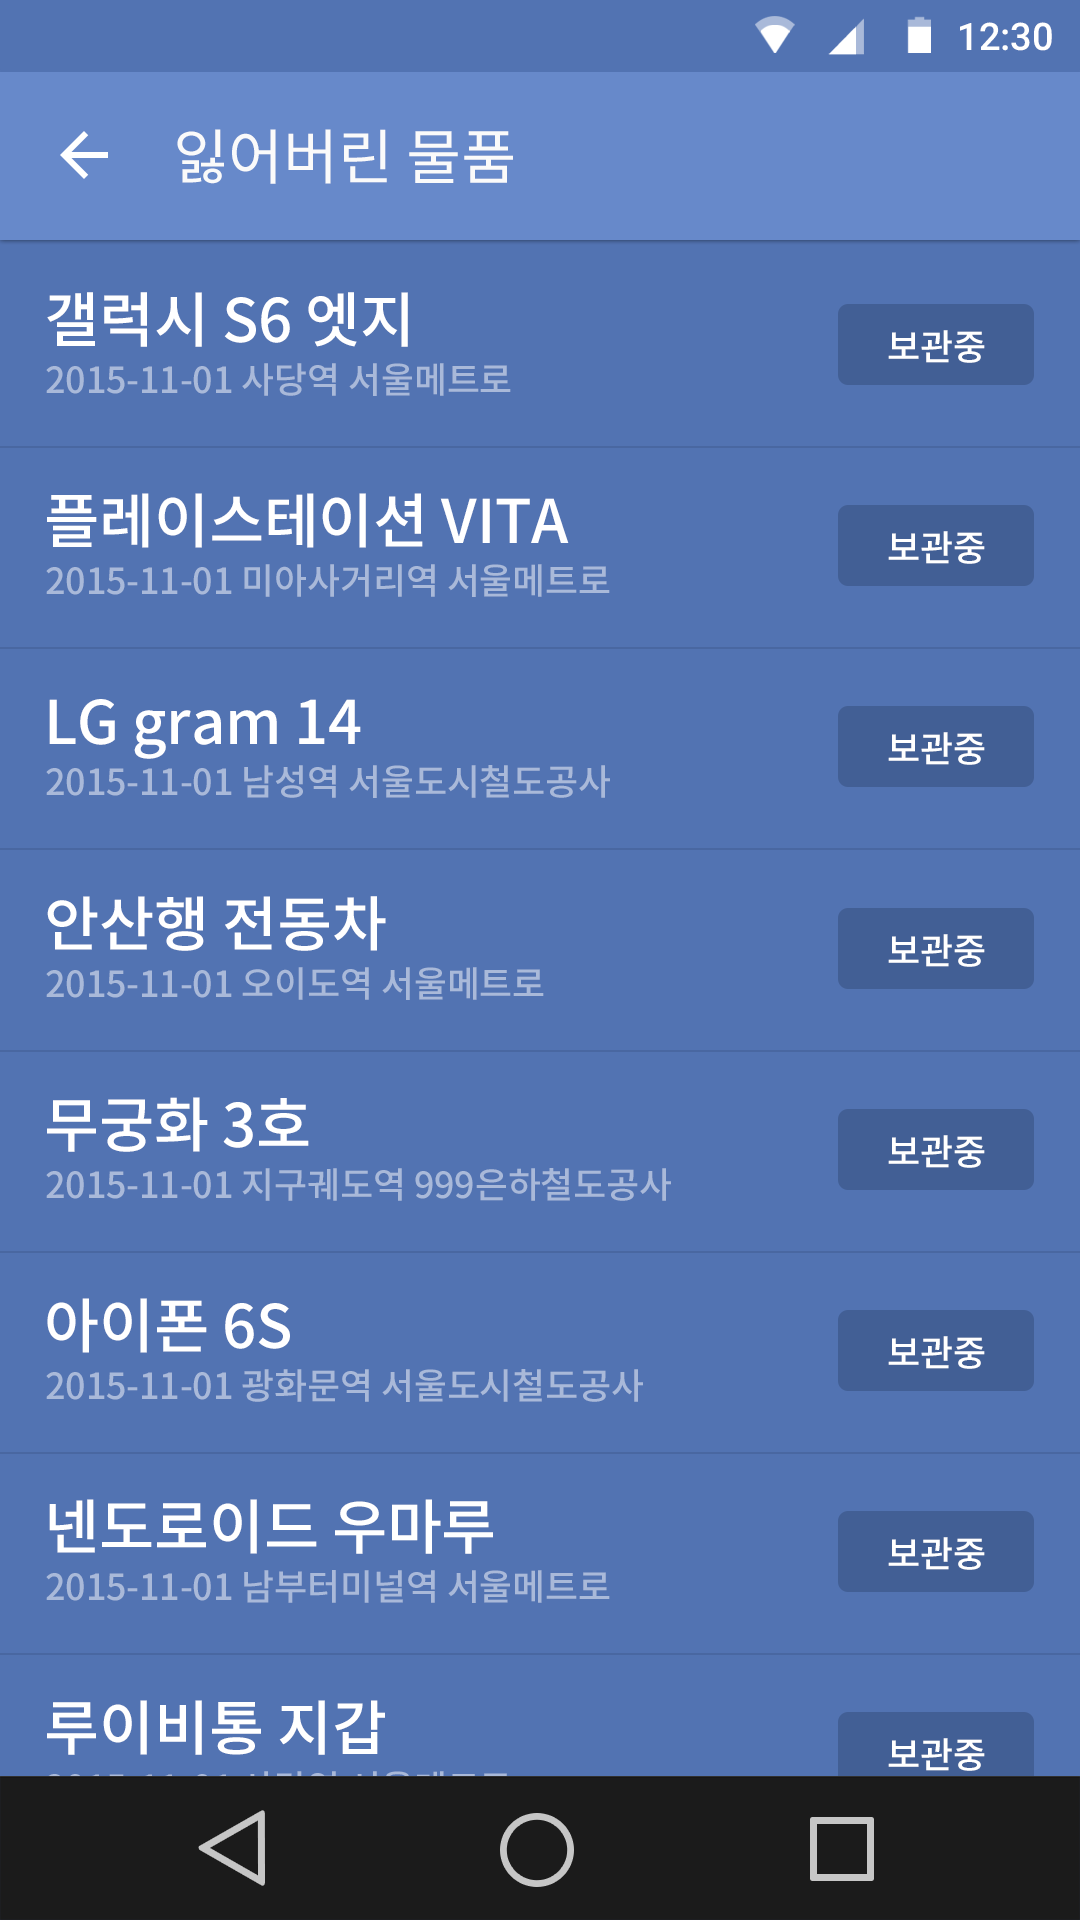 12:30
잃어버린 물품
갤럭시 S6 엣지
2015-11-01 사당역 서울메트로
보관중
플레이스테이션 VITA
2015-11-01 미아사거리역 서울메트로
보관중
LG gram 14
2015-11-01 남성역 서울도시철도공사
보관중
안산행 전동차
2015-11-01 오이도역 서울메트로
보관중
무궁화 3호
2015-11-01 지구궤도역 999은하철도공사
보관중
아이폰 6S
2015-11-01 광화문역 서울도시철도공사
보관중
넨도로이드 우마루
2015-11-01 남부터미널역 서울메트로
보관중
루이비통 지갑
보관중